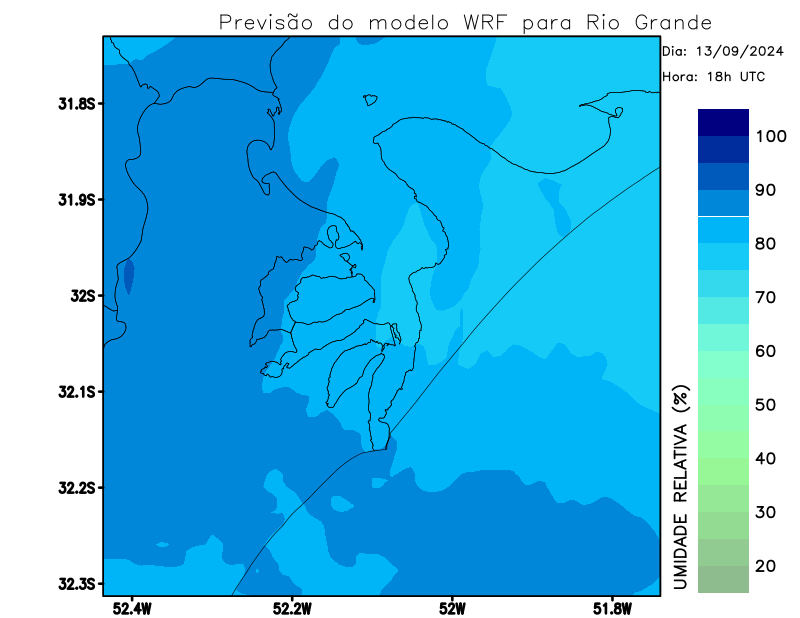 Previsão do modelo WRF para Rio Grande
Dia: 13/09/2024
Hora: 18h UTC
31.8S
31.9S
32S
32.1S
32.2S
32.3S
52.4W
52.2W
52W
51.8W
100
90
80
70
60
50
40
30
20
UMIDADE RELATIVA (%)